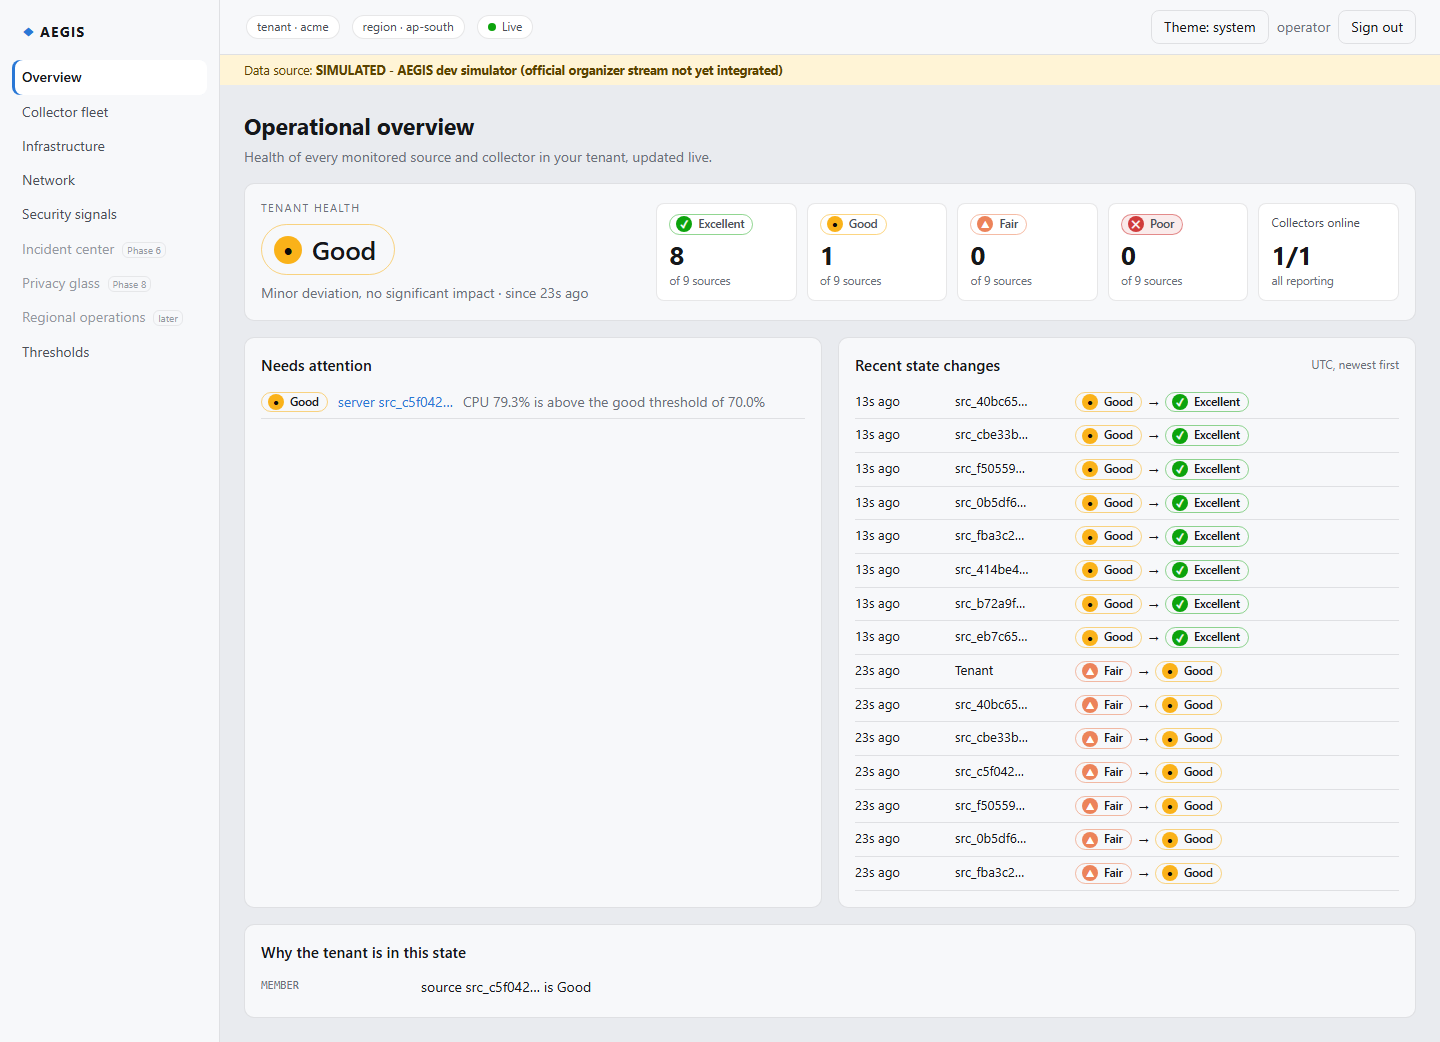 AEGIS
tenant · acme
region · ap-south
Live
Theme: system
operator
Sign out
Overview
Collector fleet
Infrastructure
Network
Security signals
Incident center Phase 6
Privacy glass Phase 8
Regional operations later
Thresholds
Data source: SIMULATED - AEGIS dev simulator (official organizer stream not yet integrated)
Operational overview
Health of every monitored source and collector in your tenant, updated live.
TENANT HEALTH
Good
Minor deviation, no significant impact · since 23s ago
Excellent
8
of 9 sources
Good
1
of 9 sources
Fair
0
of 9 sources
Poor
0
of 9 sources
Collectors online
1/1
all reporting
Needs attention
Good server src_c5f042... CPU 79.3% is above the good threshold of 70.0%
Recent state changes
UTC, newest first
13s ago src_40bc65... Good → Excellent
13s ago src_cbe33b... Good → Excellent
13s ago src_f50559... Good → Excellent
13s ago src_0b5df6... Good → Excellent
13s ago src_fba3c2... Good → Excellent
13s ago src_414be4... Good → Excellent
13s ago src_b72a9f... Good → Excellent
13s ago src_eb7c65... Good → Excellent
23s ago Tenant Fair → Good
23s ago src_40bc65... Fair → Good
23s ago src_cbe33b... Fair → Good
23s ago src_c5f042... Fair → Good
23s ago src_f50559... Fair → Good
23s ago src_0b5df6... Fair → Good
23s ago src_fba3c2... Fair → Good
Why the tenant is in this state
MEMBER source src_c5f042... is Good